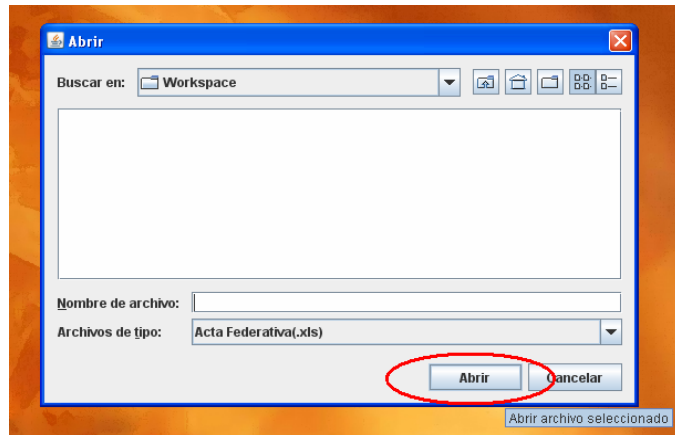 Abrir
Buscar en: Workspace
Nombre de archivo:
Archivos de tipo: Acta Federativa(.xls)
Abrir Cancelar
Abrir archivo seleccionado